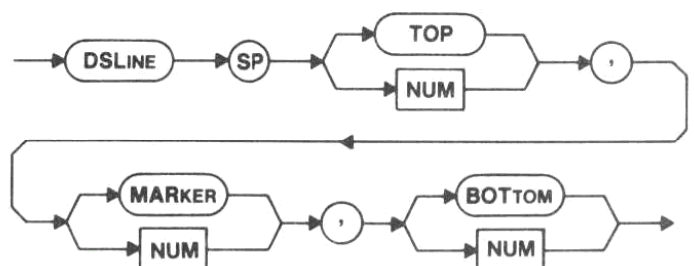 TOP
DSLINE SP ,
NUM
MARKER BOTTOM
,
NUM NUM